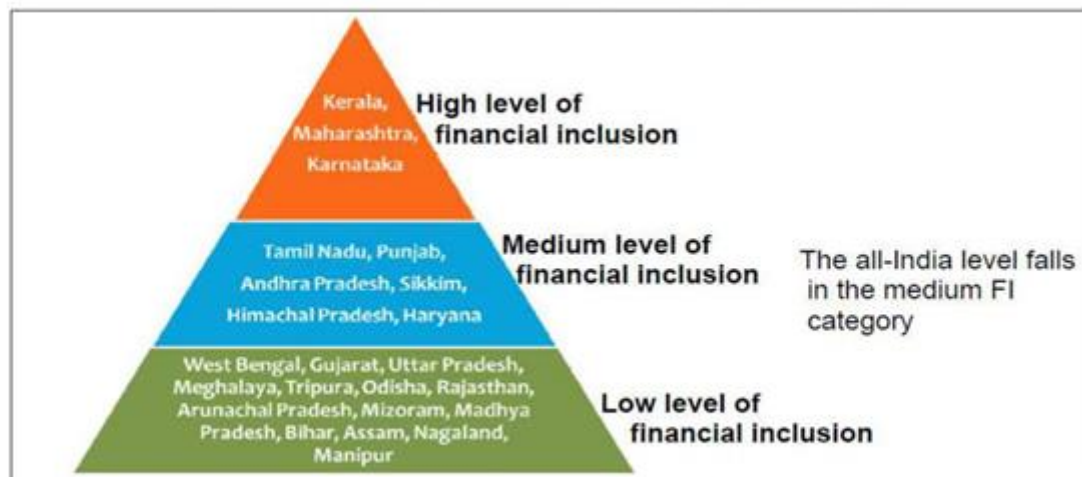 Kerala,
Maharashtra,
Karnataka
High level of
financial inclusion
Tamil Nadu, Punjab,
Andhra Pradesh, Sikkim,
Himachal Pradesh, Haryana
Medium level of
financial inclusion
The all-India level falls
in the medium FI
category
West Bengal, Gujarat, Uttar Pradesh,
Meghalaya, Tripura, Odisha, Rajasthan,
Arunachal Pradesh, Mizoram, Madhya
Pradesh, Bihar, Assam, Nagaland,
Manipur
Low level of
financial inclusion